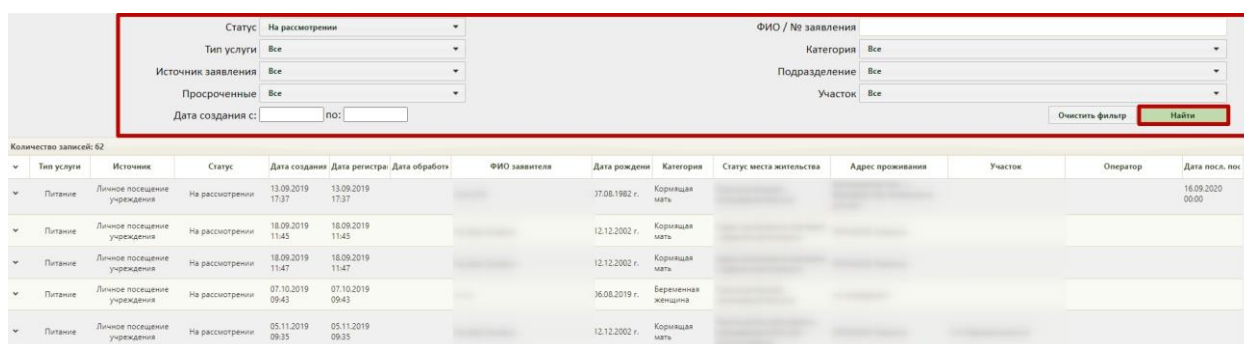 Статус На рассмотрении ФИО / № заявления
Тип услуги Все Категория Все
Источник заявления Все Подразделение Все
Просроченные Все Участок Все
Дата создания с: по: Очистить фильтр Найти
Количество записей: 62
Тип услуги Источник Статус Дата создания Дата регистра Дата обработк ФИО заявителя Дата рождени Категория Статус места жительства Адрес проживания Участок Оператор Дата посл. пос
Питание Личное посещение учреждения На рассмотрении 13.09.2019 17:37 13.09.2019 17:37 07.08.1982 г. Кормящая мать 16.09.2020 00:00
Питание Личное посещение учреждения На рассмотрении 18.09.2019 11:45 18.09.2019 11:45 12.12.2002 г. Кормящая мать
Питание Личное посещение учреждения На рассмотрении 18.09.2019 11:47 18.09.2019 11:47 12.12.2002 г. Кормящая мать
Питание Личное посещение учреждения На рассмотрении 07.10.2019 09:43 07.10.2019 09:43 06.08.2019 г. Беременная женщина
Питание Личное посещение учреждения На рассмотрении 05.11.2019 09:35 05.11.2019 09:35 12.12.2002 г. Кормящая мать